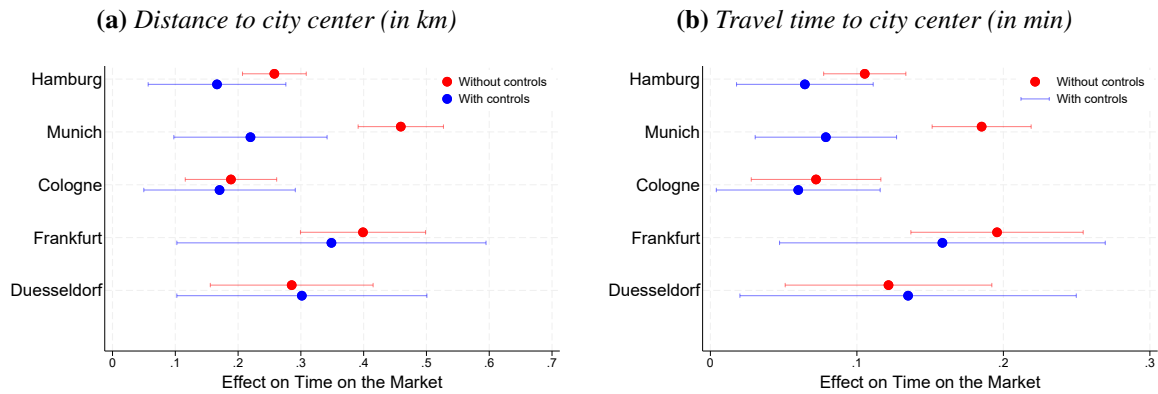 (a) Distance to city center (in km)
Hamburg
Munich
Cologne
Frankfurt
Duesseldorf
Without controls
With controls
0 .1 .2 .3 .4 .5 .6 .7
Effect on Time on the Market
(b) Travel time to city center (in min)
Hamburg
Munich
Cologne
Frankfurt
Duesseldorf
Without controls
With controls
0 .1 .2 .3
Effect on Time on the Market